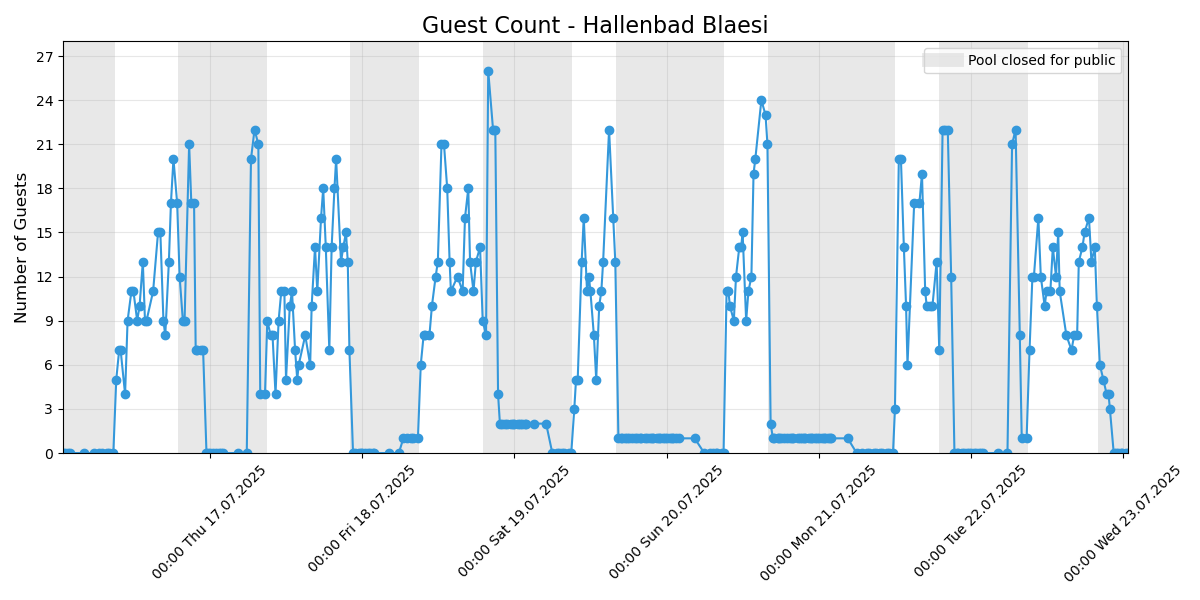 Guest Count - Hallenbad Blaesi
Pool closed for public
Number of Guests
27
24
21
18
15
12
9
6
3
0
00:00 Thu 17.07.2025
00:00 Fri 18.07.2025
00:00 Sat 19.07.2025
00:00 Sun 20.07.2025
00:00 Mon 21.07.2025
00:00 Tue 22.07.2025
00:00 Wed 23.07.2025